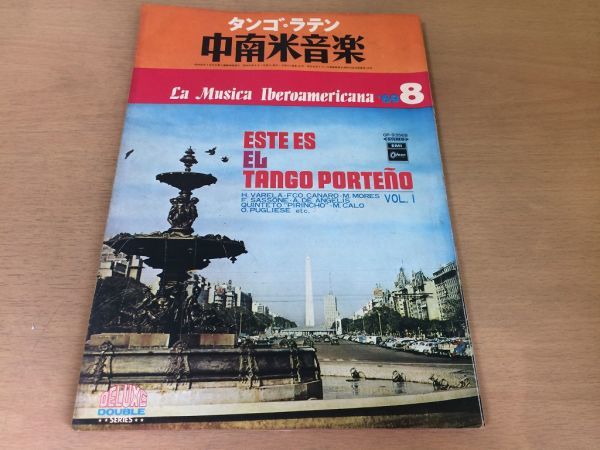 タンゴ・ラテン
中南米音楽
La Musica Iberoamericana '69 8
ESTE ES
EL
TANGO PORTEÑO
VOL. 1
H. VARELA·FCO. CANARO·M. MORES
F. SASSONE·A. DE ANGELIS
QUINTETO "PIRINCHO"·M. CALO
O. PUGLIESE etc.
STEREO
EMI
Odeon
DELUXE
DOUBLE
SERIES